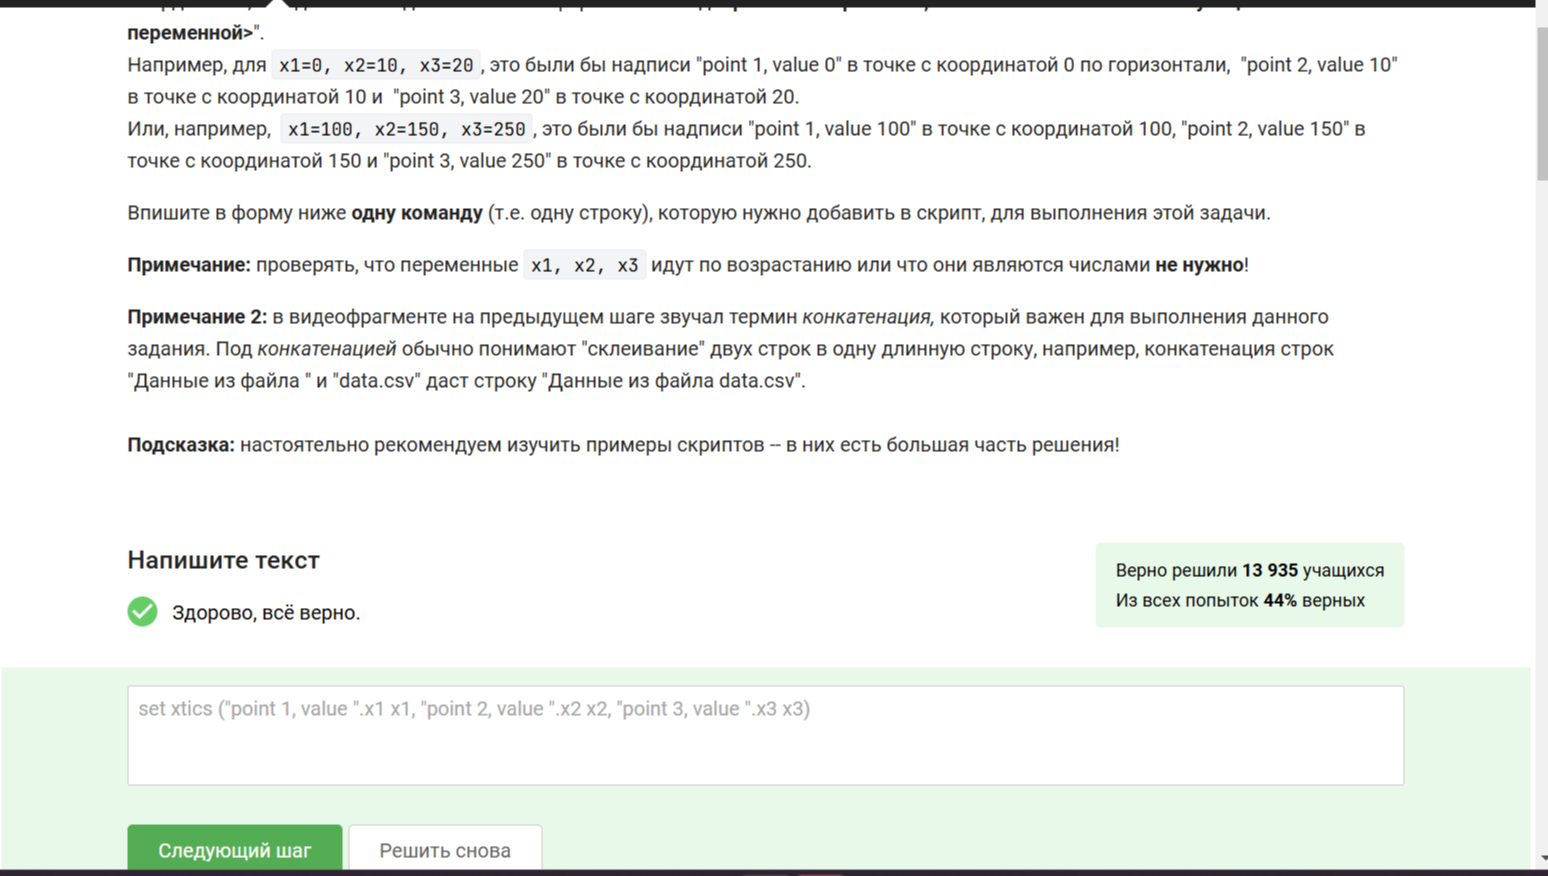 переменной>".
Например, для x1=0, x2=10, x3=20, это были бы надписи "point 1, value 0" в точке с координатой 0 по горизонтали, "point 2, value 10"
в точке с координатой 10 и "point 3, value 20" в точке с координатой 20.
Или, например, x1=100, x2=150, x3=250, это были бы надписи "point 1, value 100" в точке с координатой 100, "point 2, value 150" в
точке с координатой 150 и "point 3, value 250" в точке с координатой 250.
Впишите в форму ниже одну команду (т.е. одну строку), которую нужно добавить в скрипт, для выполнения этой задачи.
Примечание: проверять, что переменные x1, x2, x3 идут по возрастанию или что они являются числами не нужно!
Примечание 2: в видеофрагменте на предыдущем шаге звучал термин конкатенация, который важен для выполнения данного
задания. Под конкатенацией обычно понимают "склеивание" двух строк в одну длинную строку, например, конкатенация строк
"Данные из файла " и "data.csv" даст строку "Данные из файла data.csv".
Подсказка: настоятельно рекомендуем изучить примеры скриптов -- в них есть большая часть решения!
Напишите текст
Верно решили 13 935 учащихся
Из всех попыток 44% верных
Здорово, всё верно.
set xtics ("point 1, value ".x1 x1, "point 2, value ".x2 x2, "point 3, value ".x3 x3)
Следующий шаг
Решить снова